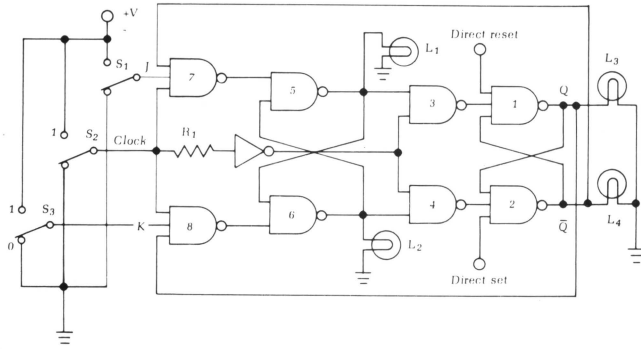 +V
S1
J
7
5
L1
Direct reset
3
1
Q
L3
1
S2
Clock
R1
1
S3
0
K
8
6
4
2
Q̄
L4
L2
Direct set